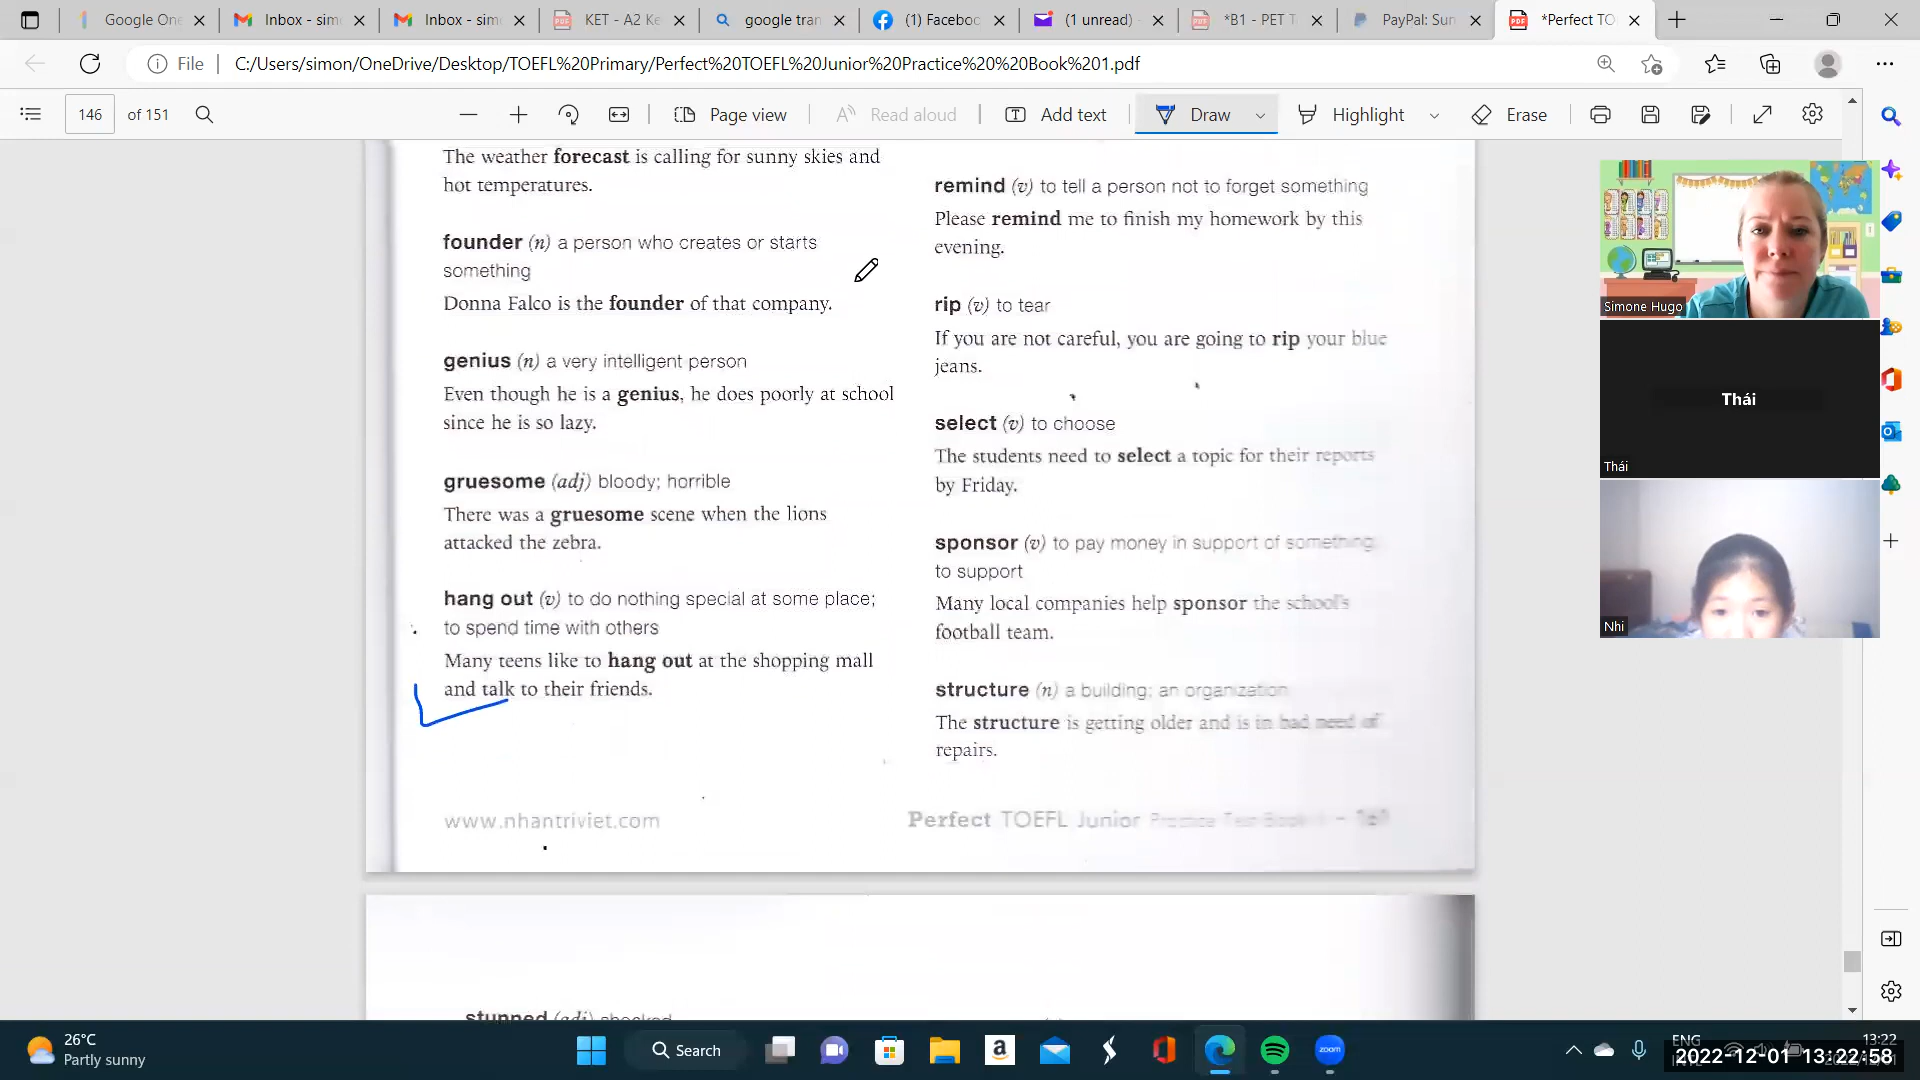 Google One
Inbox - sim
Inbox - sim
KET - A2 Ke
google tran
(1) Faceboo
(1 unread) -
*B1 - PET T
PayPal: Sun
*Perfect TO
File
C:/Users/simon/OneDrive/Desktop/TOEFL%20Primary/Perfect%20TOEFL%20Junior%20Practice%20%20Book%201.pdf
146 of 151
Page view
Read aloud
Add text
Draw
Highlight
Erase
The weather forecast is calling for sunny skies and
hot temperatures.
founder (n) a person who creates or starts
something
Donna Falco is the founder of that company.
genius (n) a very intelligent person
Even though he is a genius, he does poorly at school
since he is so lazy.
gruesome (adj) bloody; horrible
There was a gruesome scene when the lions
attacked the zebra.
hang out (v) to do nothing special at some place;
to spend time with others
Many teens like to hang out at the shopping mall
and talk to their friends.
www.nhantriviet.com
remind (v) to tell a person not to forget something
Please remind me to finish my homework by this
evening.
rip (v) to tear
If you are not careful, you are going to rip your blue
jeans.
select (v) to choose
The students need to select a topic for their reports
by Friday.
sponsor (v) to pay money in support of something;
to support
Many local companies help sponsor the school's
football team.
structure (n) a building; an organization
The structure is getting older and is in bad need of
repairs.
Perfect TOEFL Junior Practice Test Book
stunned (adj) shocked
Simone Hugo
Thái
Thái
Nhi
26°C
Partly sunny
Search
zoom
ENG
13:22
2022-12-01 13:22:58